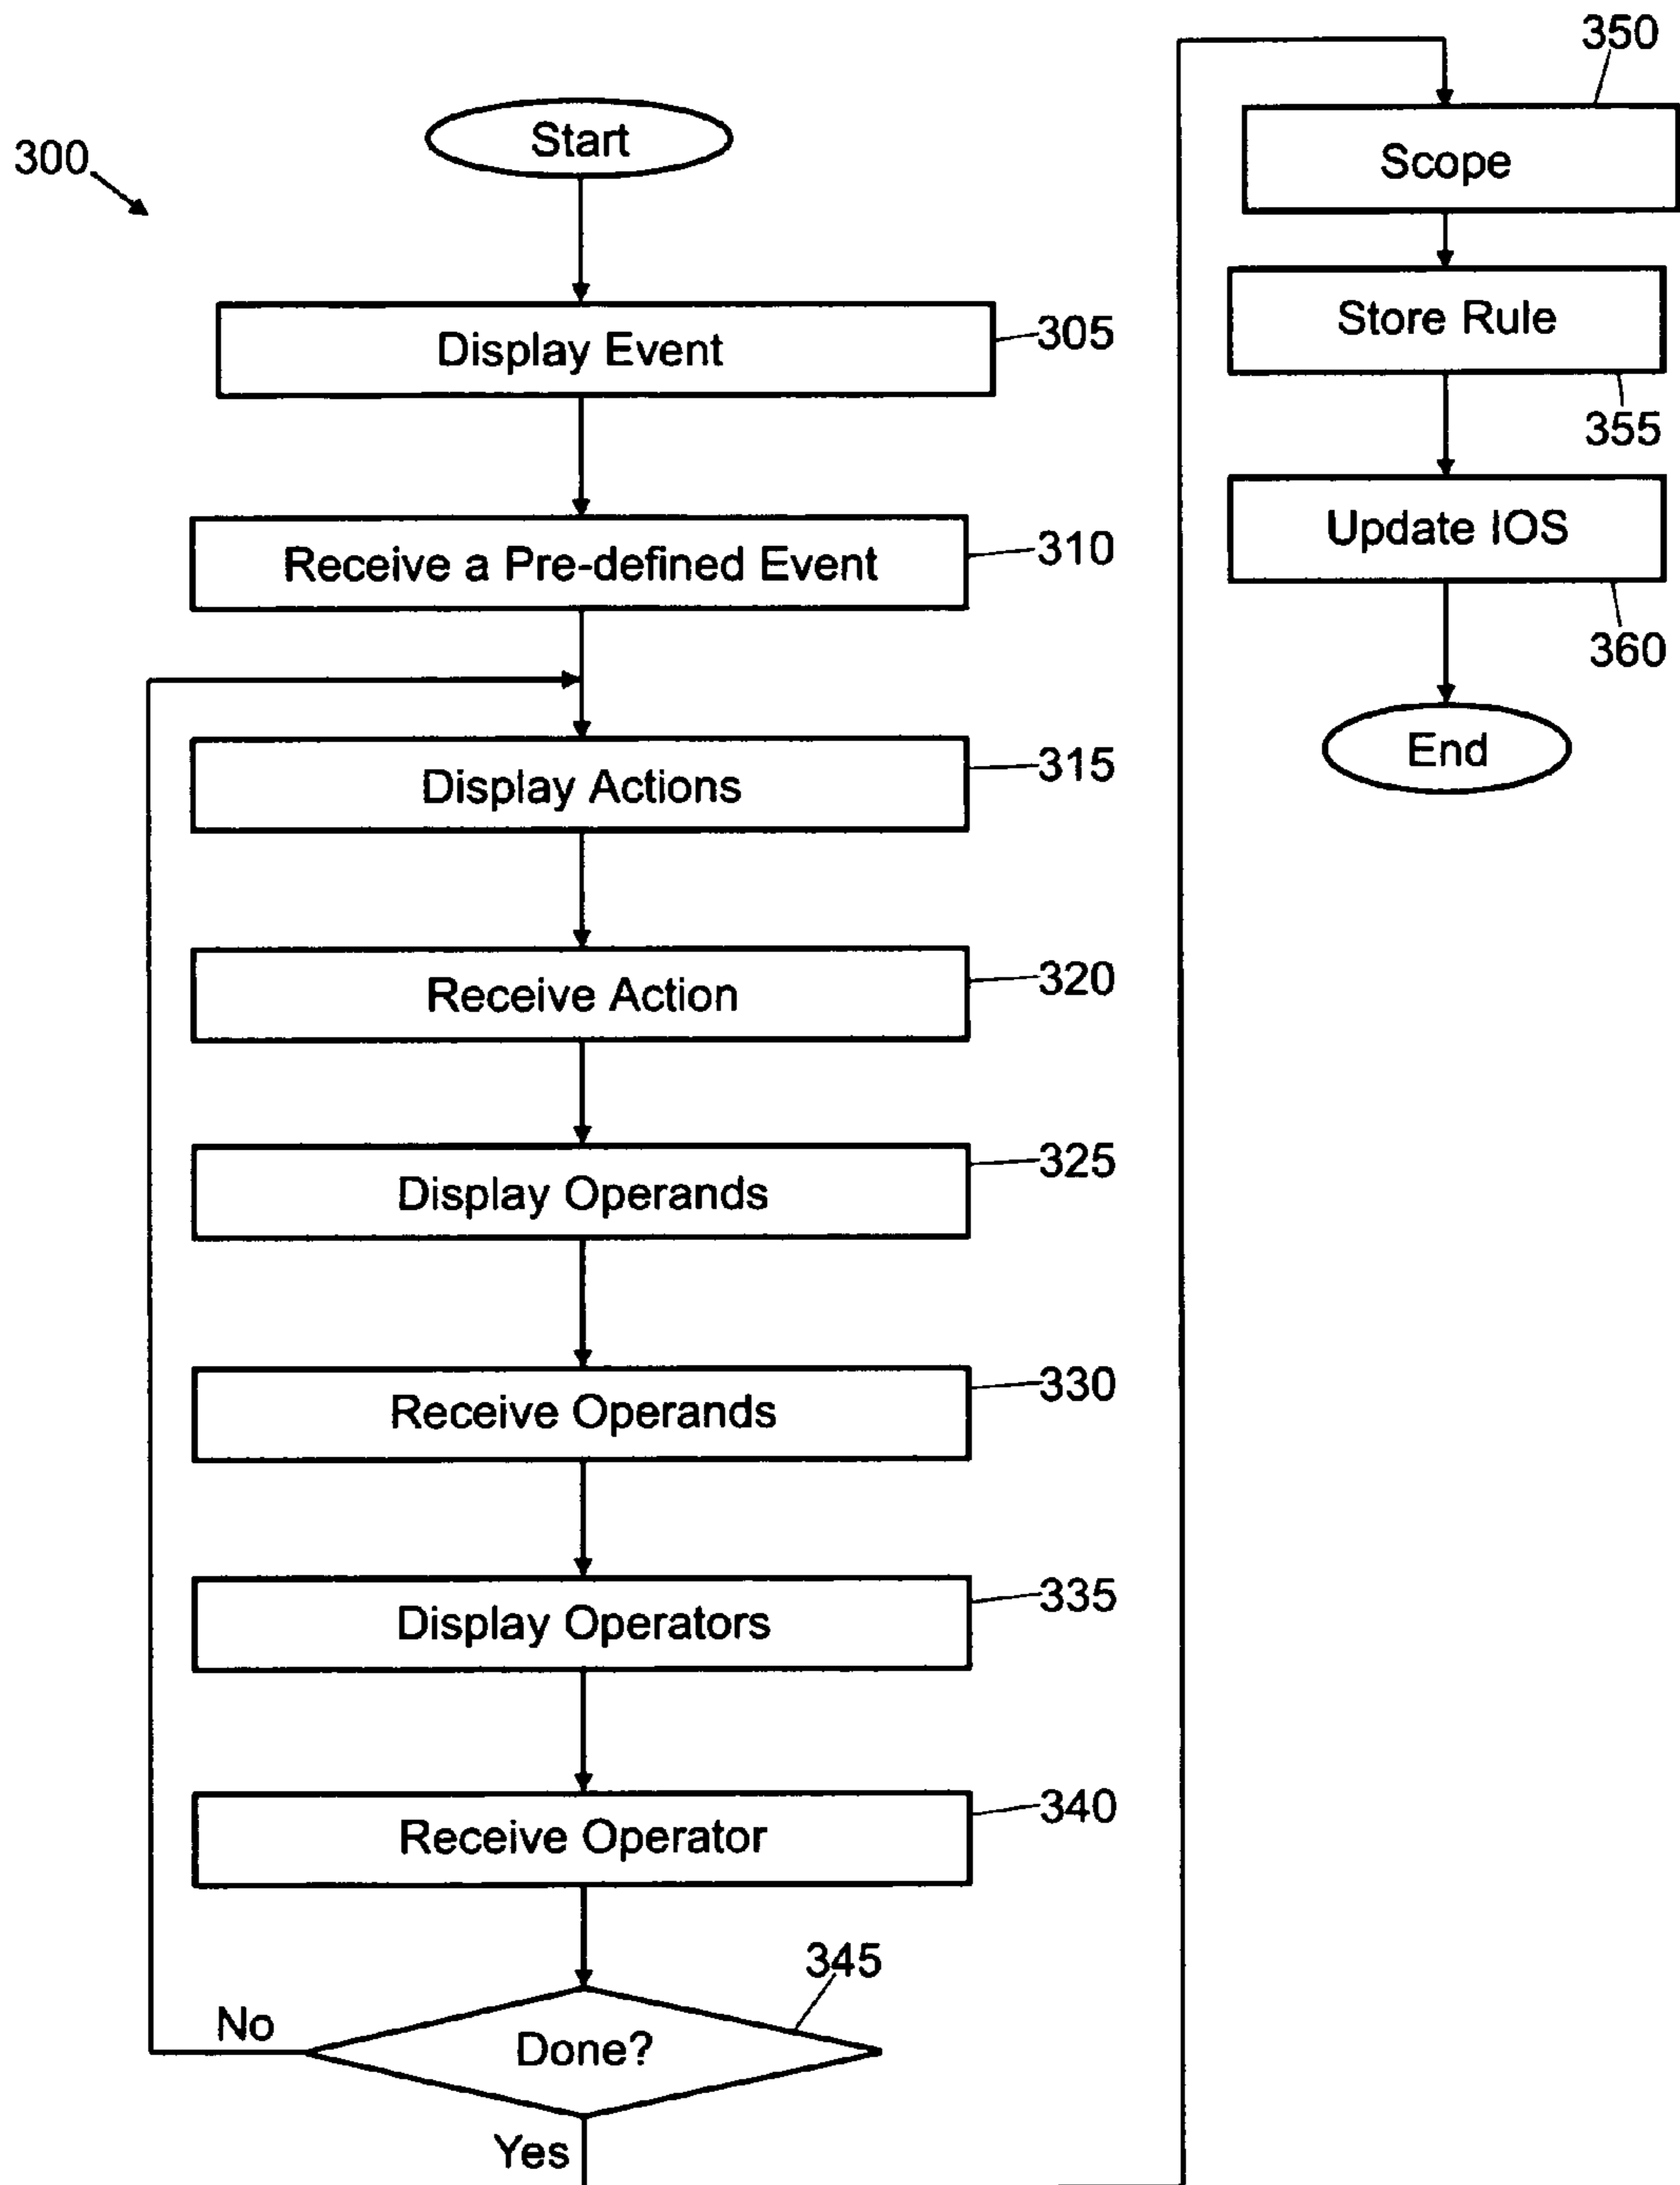 300
Start
Display Event
305
Receive a Pre-defined Event
310
Display Actions
315
Receive Action
320
Display Operands
325
Receive Operands
330
Display Operators
335
Receive Operator
340
345
Done?
No
Yes
350
Scope
Store Rule
355
Update IOS
360
End